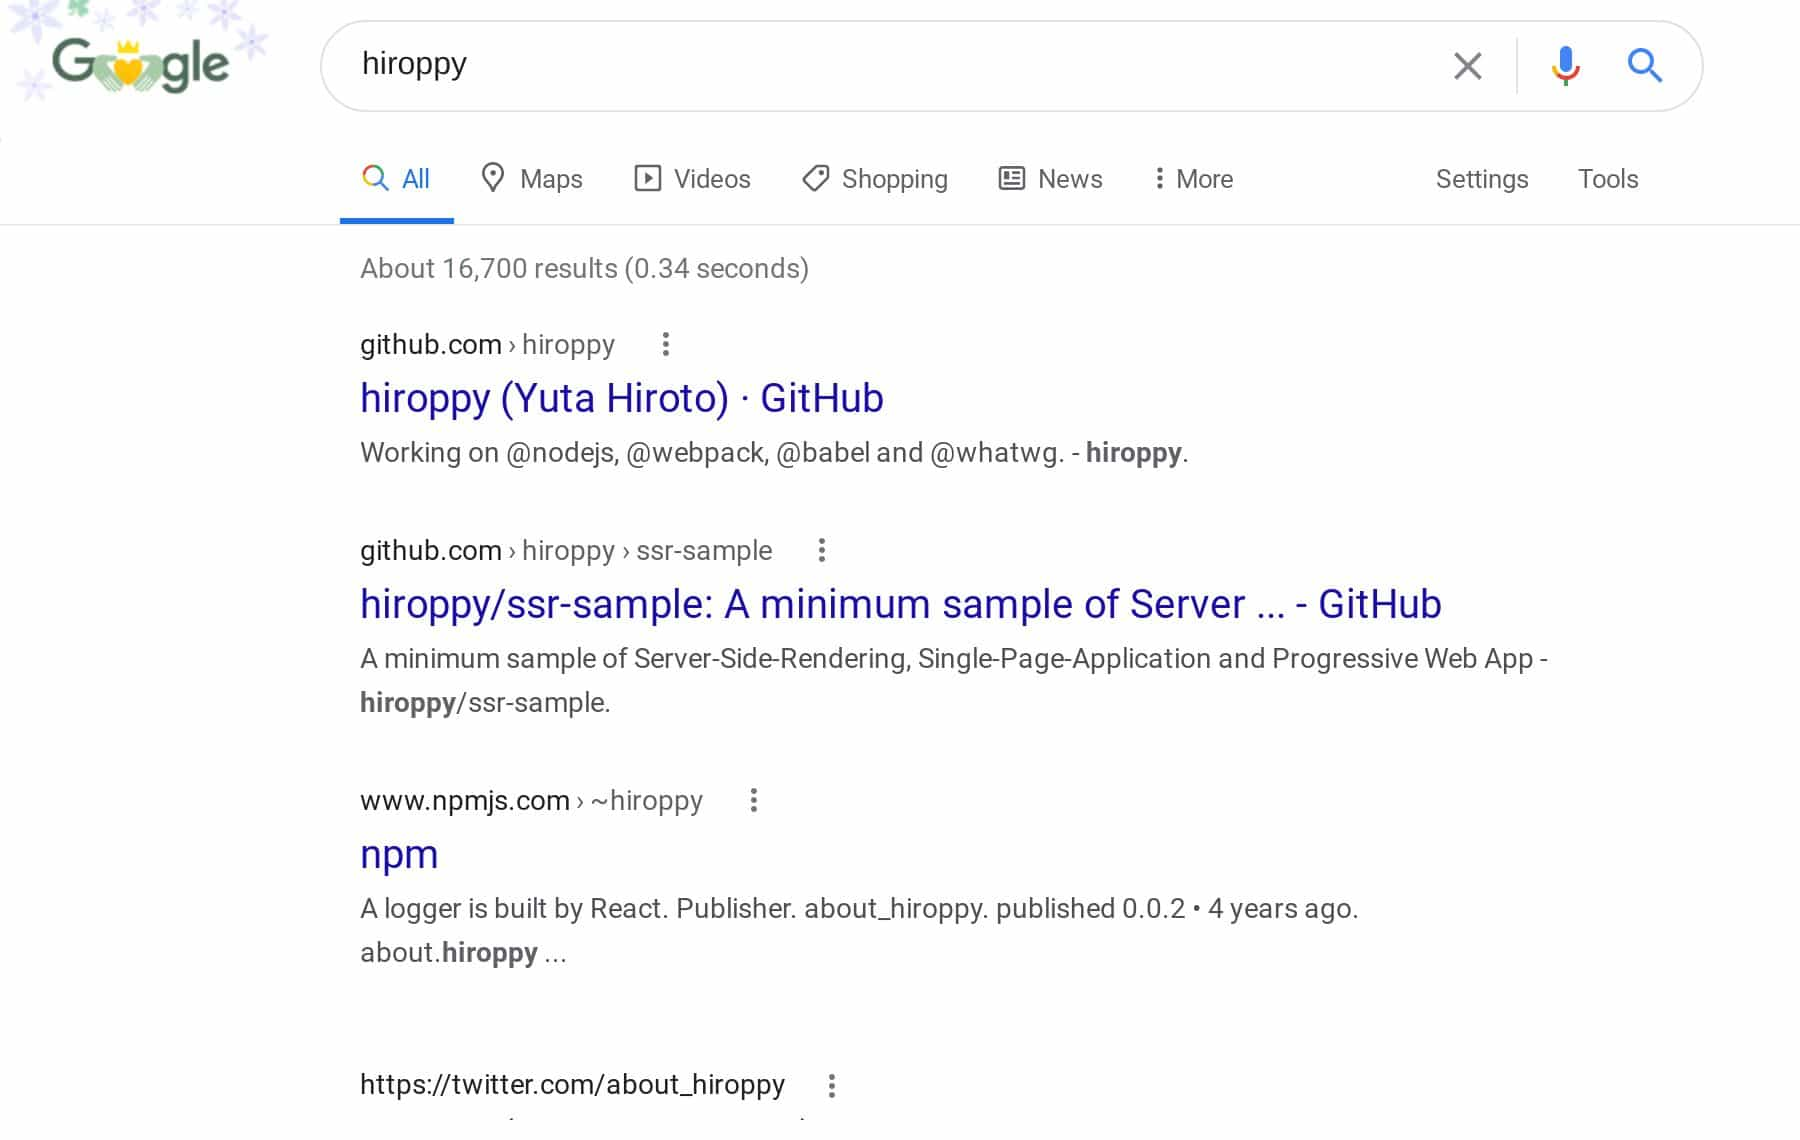 Google
hiroppy
All Maps Videos Shopping News More Settings Tools
About 16,700 results (0.34 seconds)
github.com › hiroppy
hiroppy (Yuta Hiroto) · GitHub
Working on @nodejs, @webpack, @babel and @whatwg. - hiroppy.
github.com › hiroppy › ssr-sample
hiroppy/ssr-sample: A minimum sample of Server ... - GitHub
A minimum sample of Server-Side-Rendering, Single-Page-Application and Progressive Web App -
hiroppy/ssr-sample.
www.npmjs.com › ~hiroppy
npm
A logger is built by React. Publisher. about_hiroppy. published 0.0.2 • 4 years ago.
about.hiroppy ...
https://twitter.com/about_hiroppy